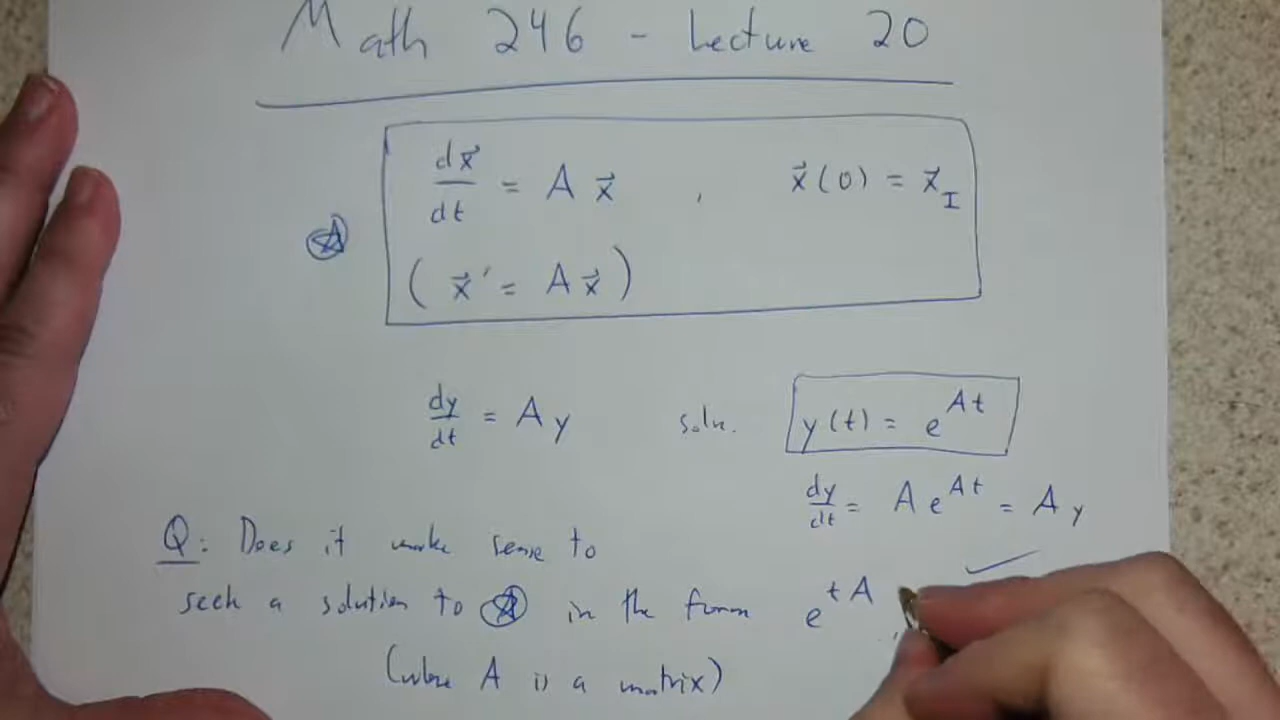 Math 246 - Lecture 20
dx⃗/dt = A x⃗ , x⃗(0) = x⃗_I
( x⃗' = A x⃗ )
dy/dt = A y soln. y(t) = e^{At}
dy/dt = A e^{At} = A y
Q: Does it make sense to
seek a solution to ☆ in the form e^{tA}
(where A is a matrix)